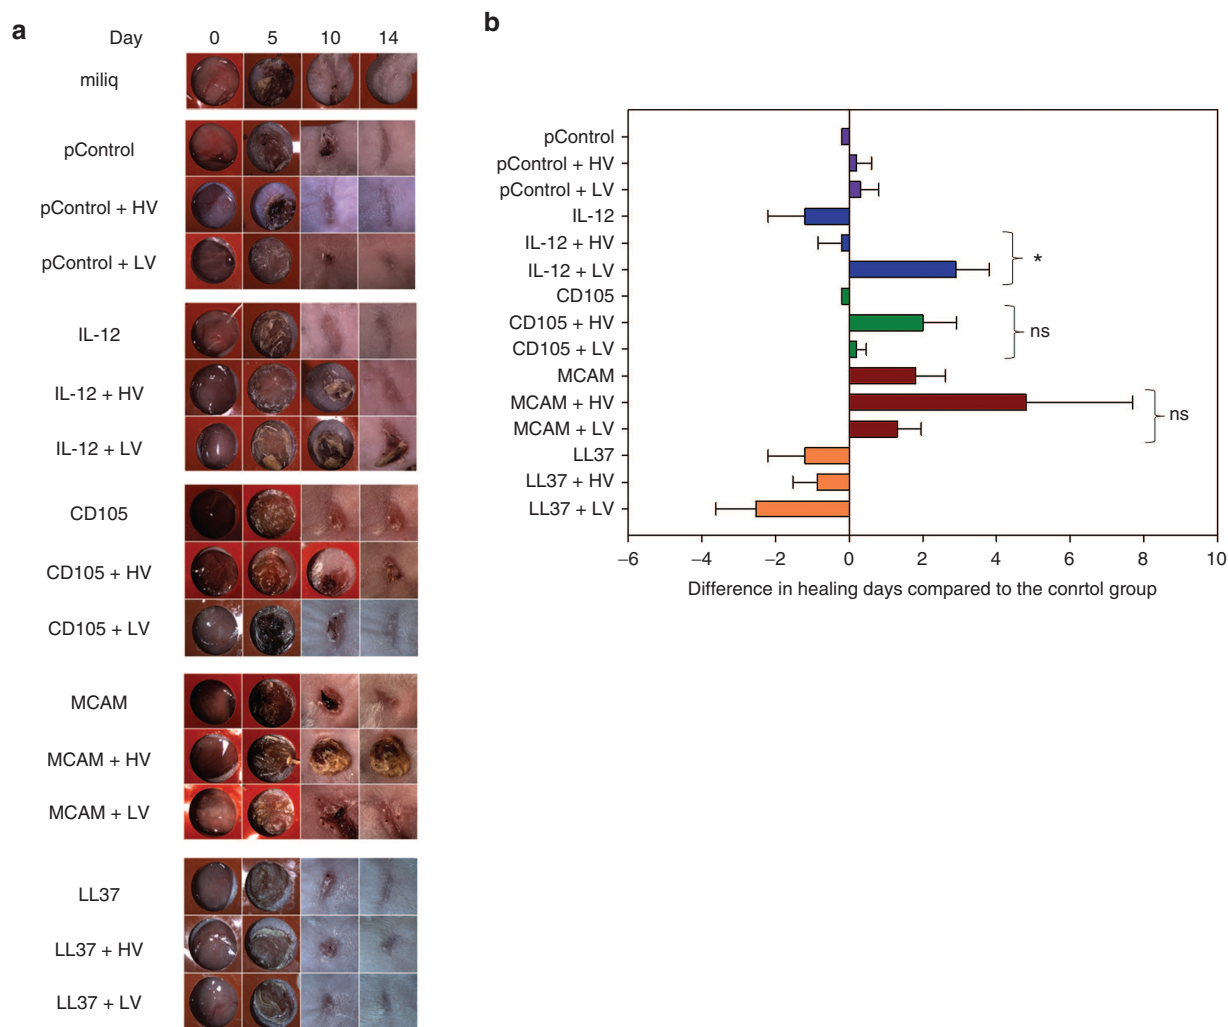 a
Day 0 5 10 14
miliq
pControl
pControl + HV
pControl + LV
IL-12
IL-12 + HV
IL-12 + LV
CD105
CD105 + HV
CD105 + LV
MCAM
MCAM + HV
MCAM + LV
LL37
LL37 + HV
LL37 + LV
b
pControl
pControl + HV
pControl + LV
IL-12
IL-12 + HV
IL-12 + LV
*
CD105
CD105 + HV
CD105 + LV
ns
MCAM
MCAM + HV
MCAM + LV
ns
LL37
LL37 + HV
LL37 + LV
−6 −4 −2 0 2 4 6 8 10
Difference in healing days compared to the conrtol group